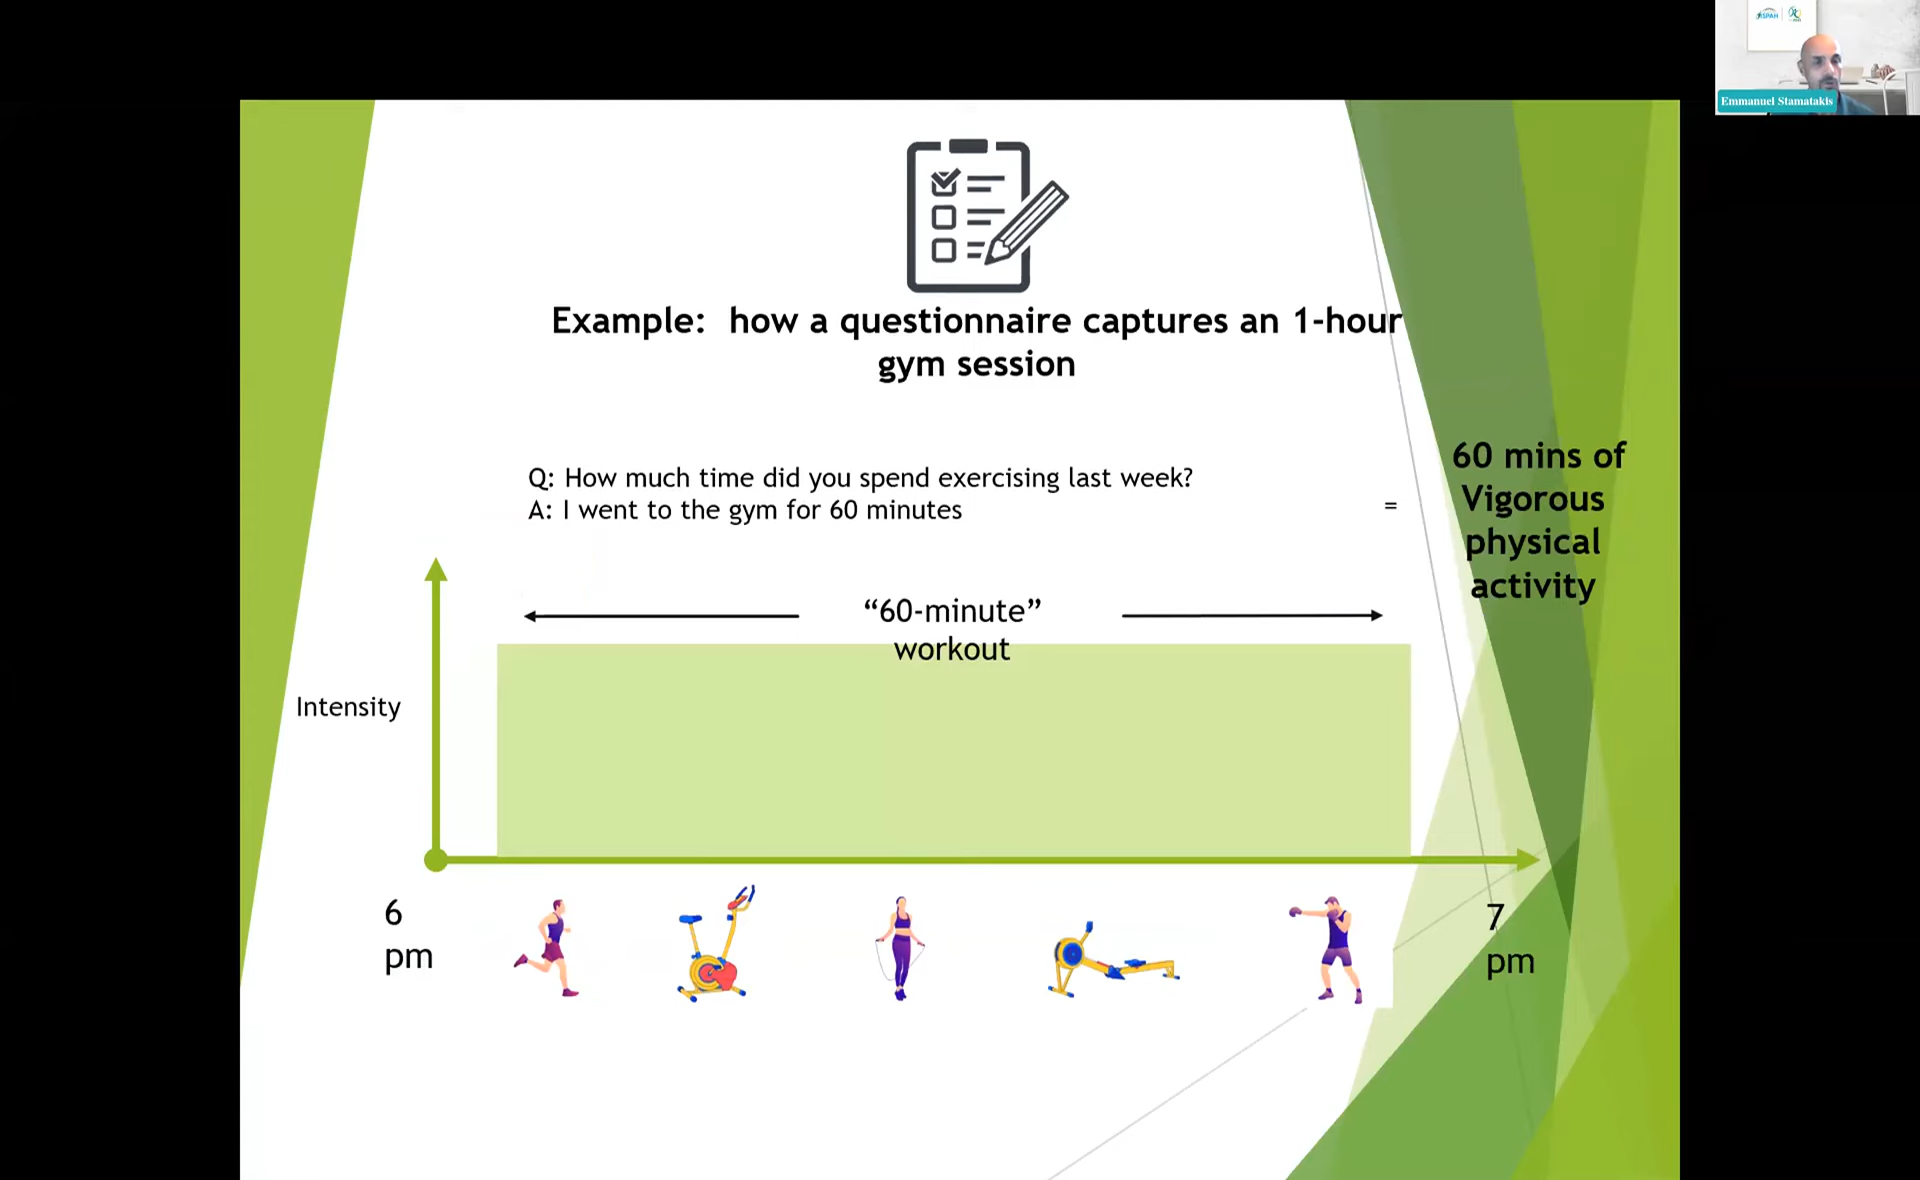 ISPAH
Emmanuel Stamatakis
Example:  how a questionnaire captures an 1-hour
gym session
Q: How much time did you spend exercising last week?
A: I went to the gym for 60 minutes
=
60 mins of
Vigorous
physical
activity
“60-minute”
workout
Intensity
6
pm
7
pm